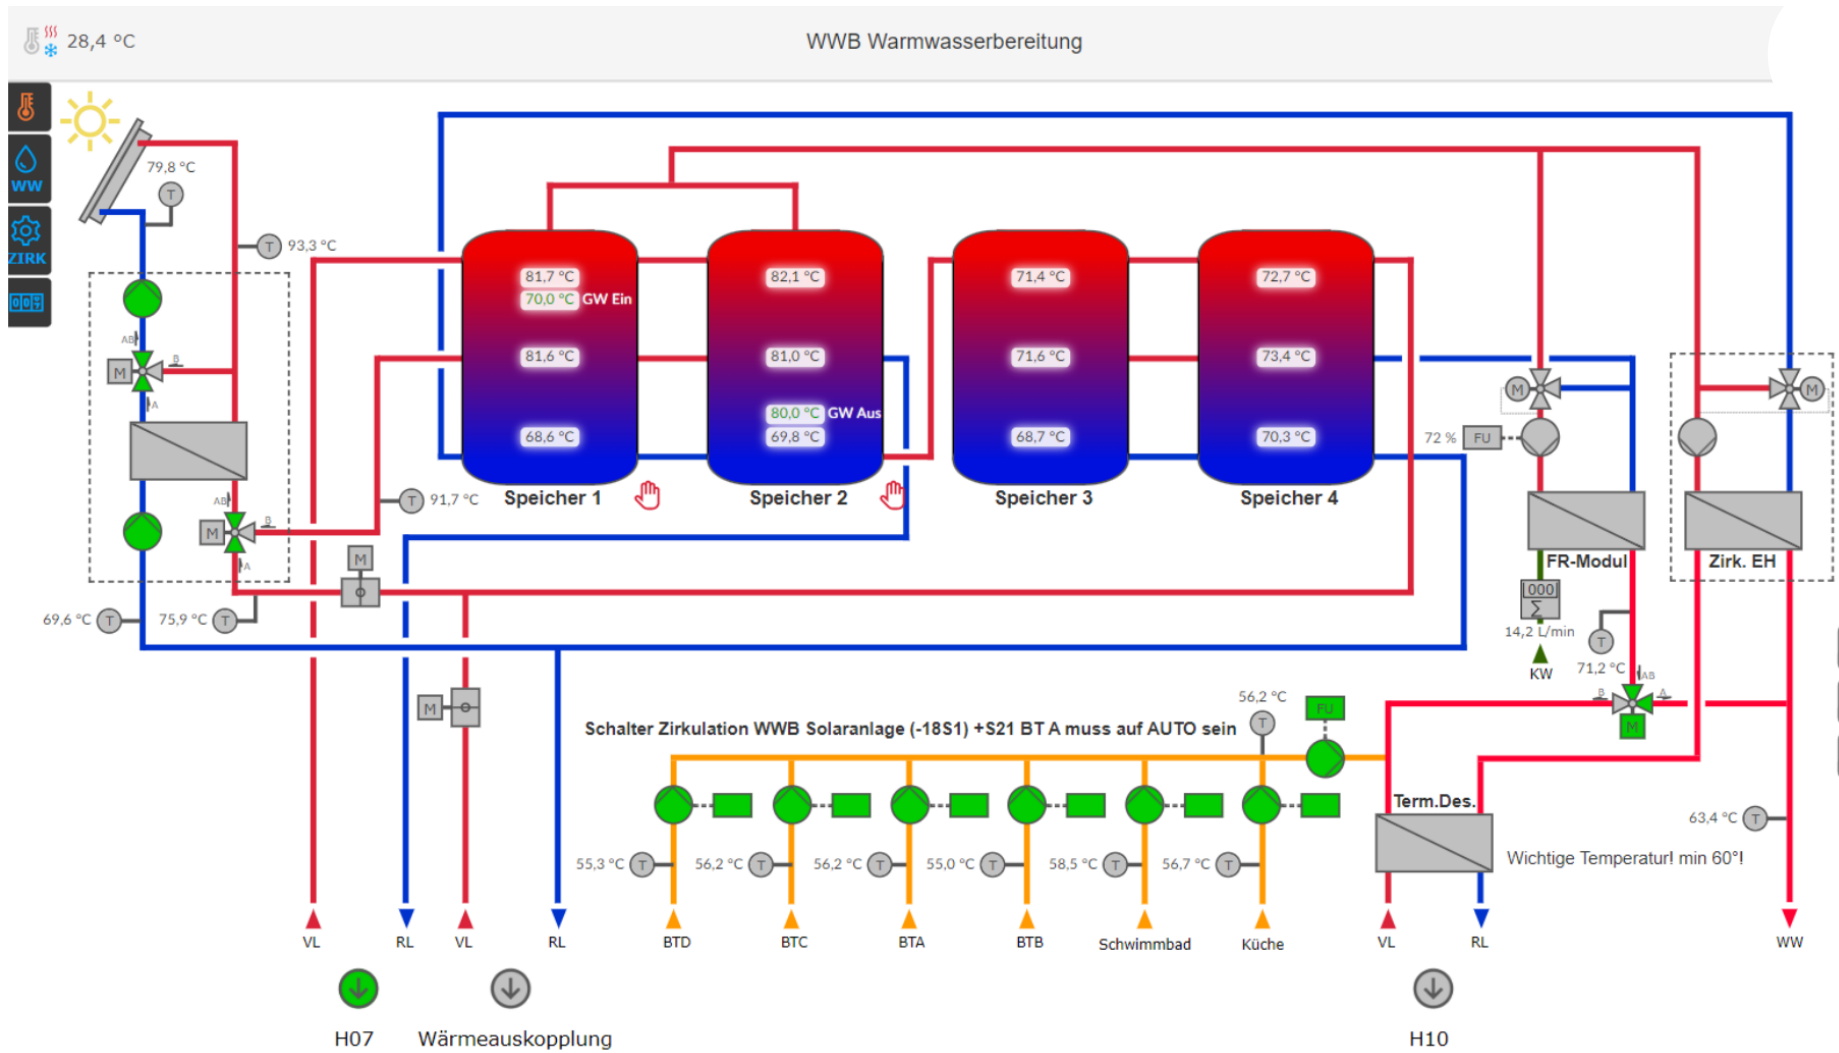 28,4 °C
WWB Warmwasserbereitung
WW
ZIRK
79,8 °C
T
T
93,3 °C
81,7 °C
70,0 °C GW Ein
82,1 °C
71,4 °C
72,7 °C
AB
B
M
A
81,6 °C
81,0 °C
71,6 °C
73,4 °C
M
M
80,0 °C GW Aus
68,6 °C
69,8 °C
68,7 °C
70,3 °C
72 %
FU
Speicher 1
Speicher 2
Speicher 3
Speicher 4
AB
T
91,7 °C
B
M
A
M
FR-Modul
Zirk. EH
000
Σ
69,6 °C
T
75,9 °C
T
14,2 L/min
T
KW
71,2 °C
AB
B
A
M
M
56,2 °C
T
FU
Schalter Zirkulation WWB Solaranlage (-18S1) +S21 BT A muss auf AUTO sein
Term.Des.
63,4 °C
T
55,3 °C
T
56,2 °C
T
56,2 °C
T
55,0 °C
T
58,5 °C
T
56,7 °C
T
Wichtige Temperatur! min 60°!
VL
RL
VL
RL
BTD
BTC
BTA
BTB
Schwimmbad
Küche
VL
RL
WW
H07
Wärmeauskopplung
H10